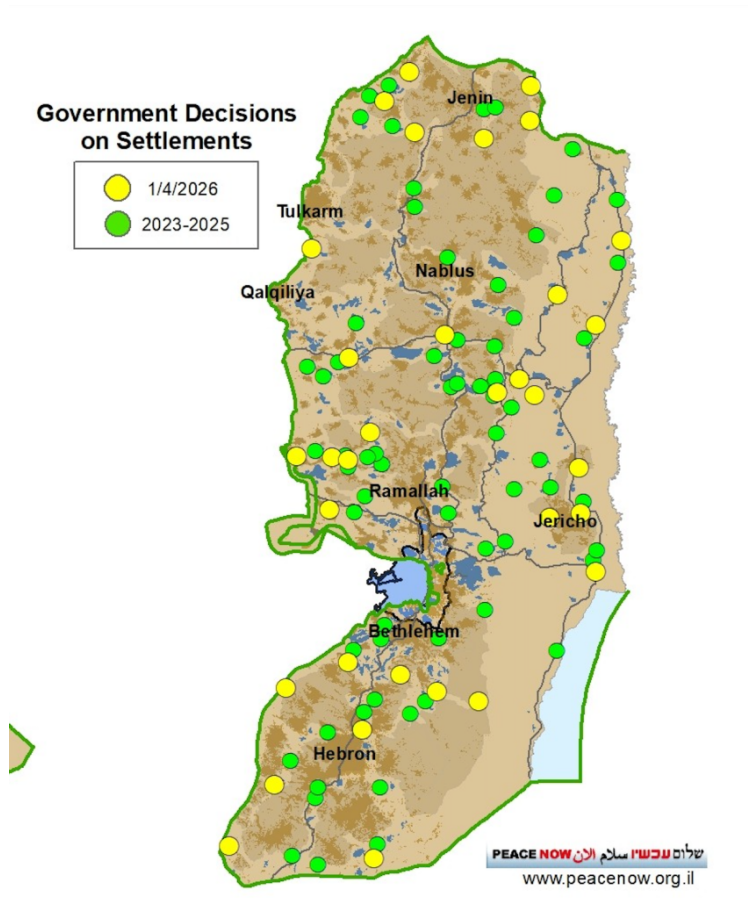 Government Decisions
on Settlements
1/4/2026
2023-2025
Jenin
Tulkarm
Nablus
Qalqiliya
Ramallah
Jericho
Bethlehem
Hebron
PEACE NOW שלום עכשיו سلام الآن
www.peacenow.org.il